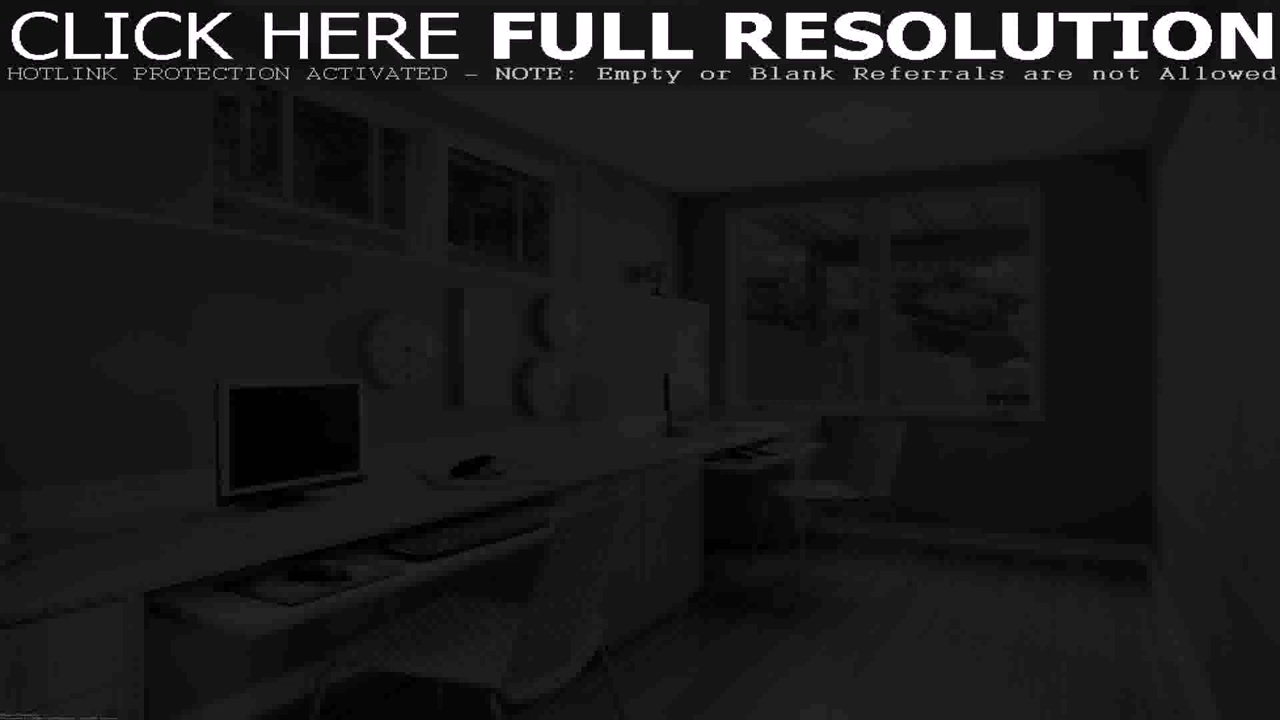 CLICK HERE FULL RESOLUTION
HOTLINK PROTECTION ACTIVATED - NOTE: Empty or Blank Referrals are not Allowed